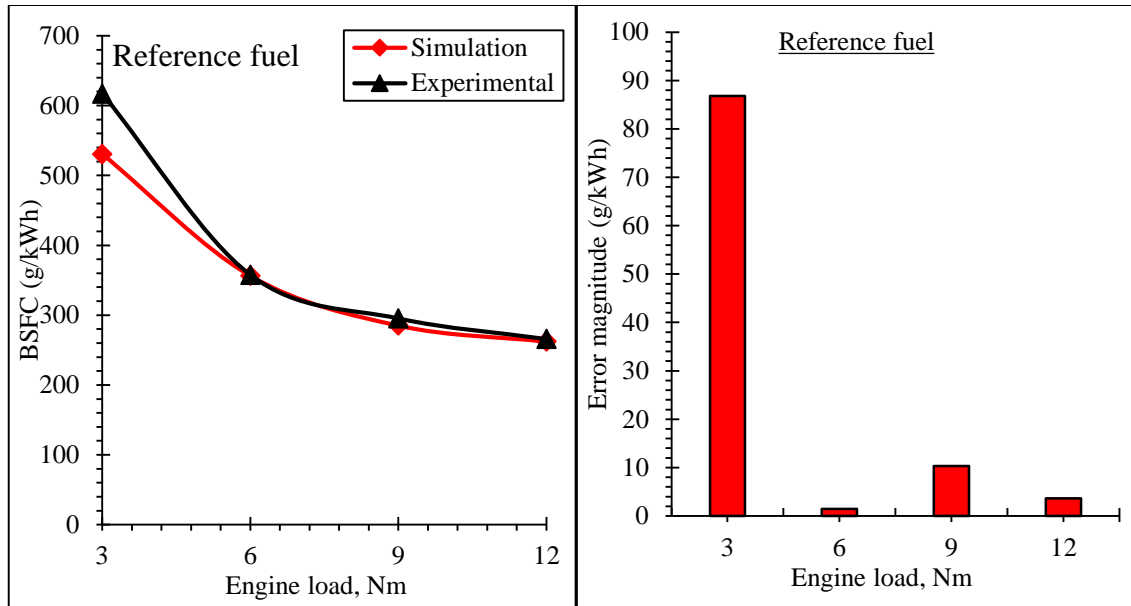 Reference fuel
Simulation
Experimental
700
600
500
400
300
200
100
0
BSFC (g/kWh)
3 6 9 12
Engine load, Nm
Reference fuel
100
90
80
70
60
50
40
30
20
10
0
Error magnitude (g/kWh)
3 6 9 12
Engine load, Nm